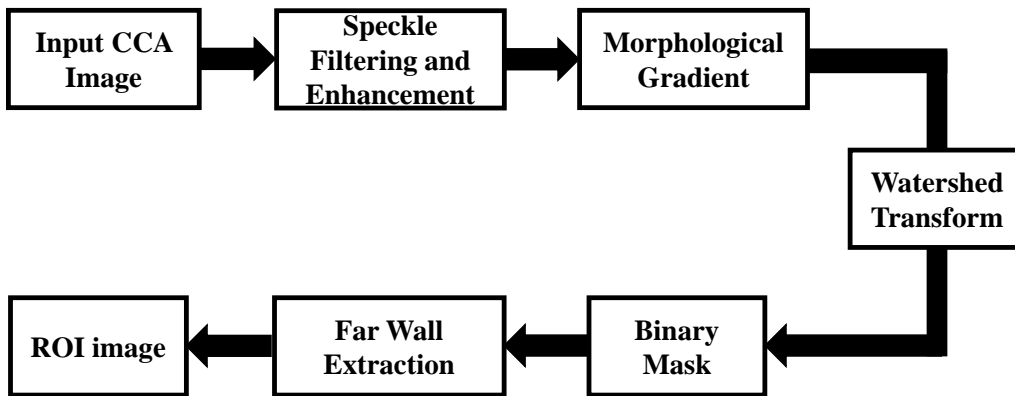 Input CCA
Image
Speckle
Filtering and
Enhancement
Morphological
Gradient
Watershed
Transform
Binary
Mask
Far Wall
Extraction
ROI image